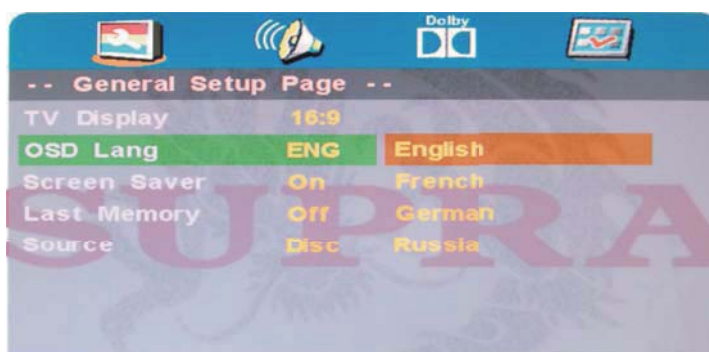 Dolby
-- General Setup Page --
TV Display 16:9
OSD Lang ENG English
Screen Saver On French
Last Memory Off German
Source Disc Russia
SUPRA